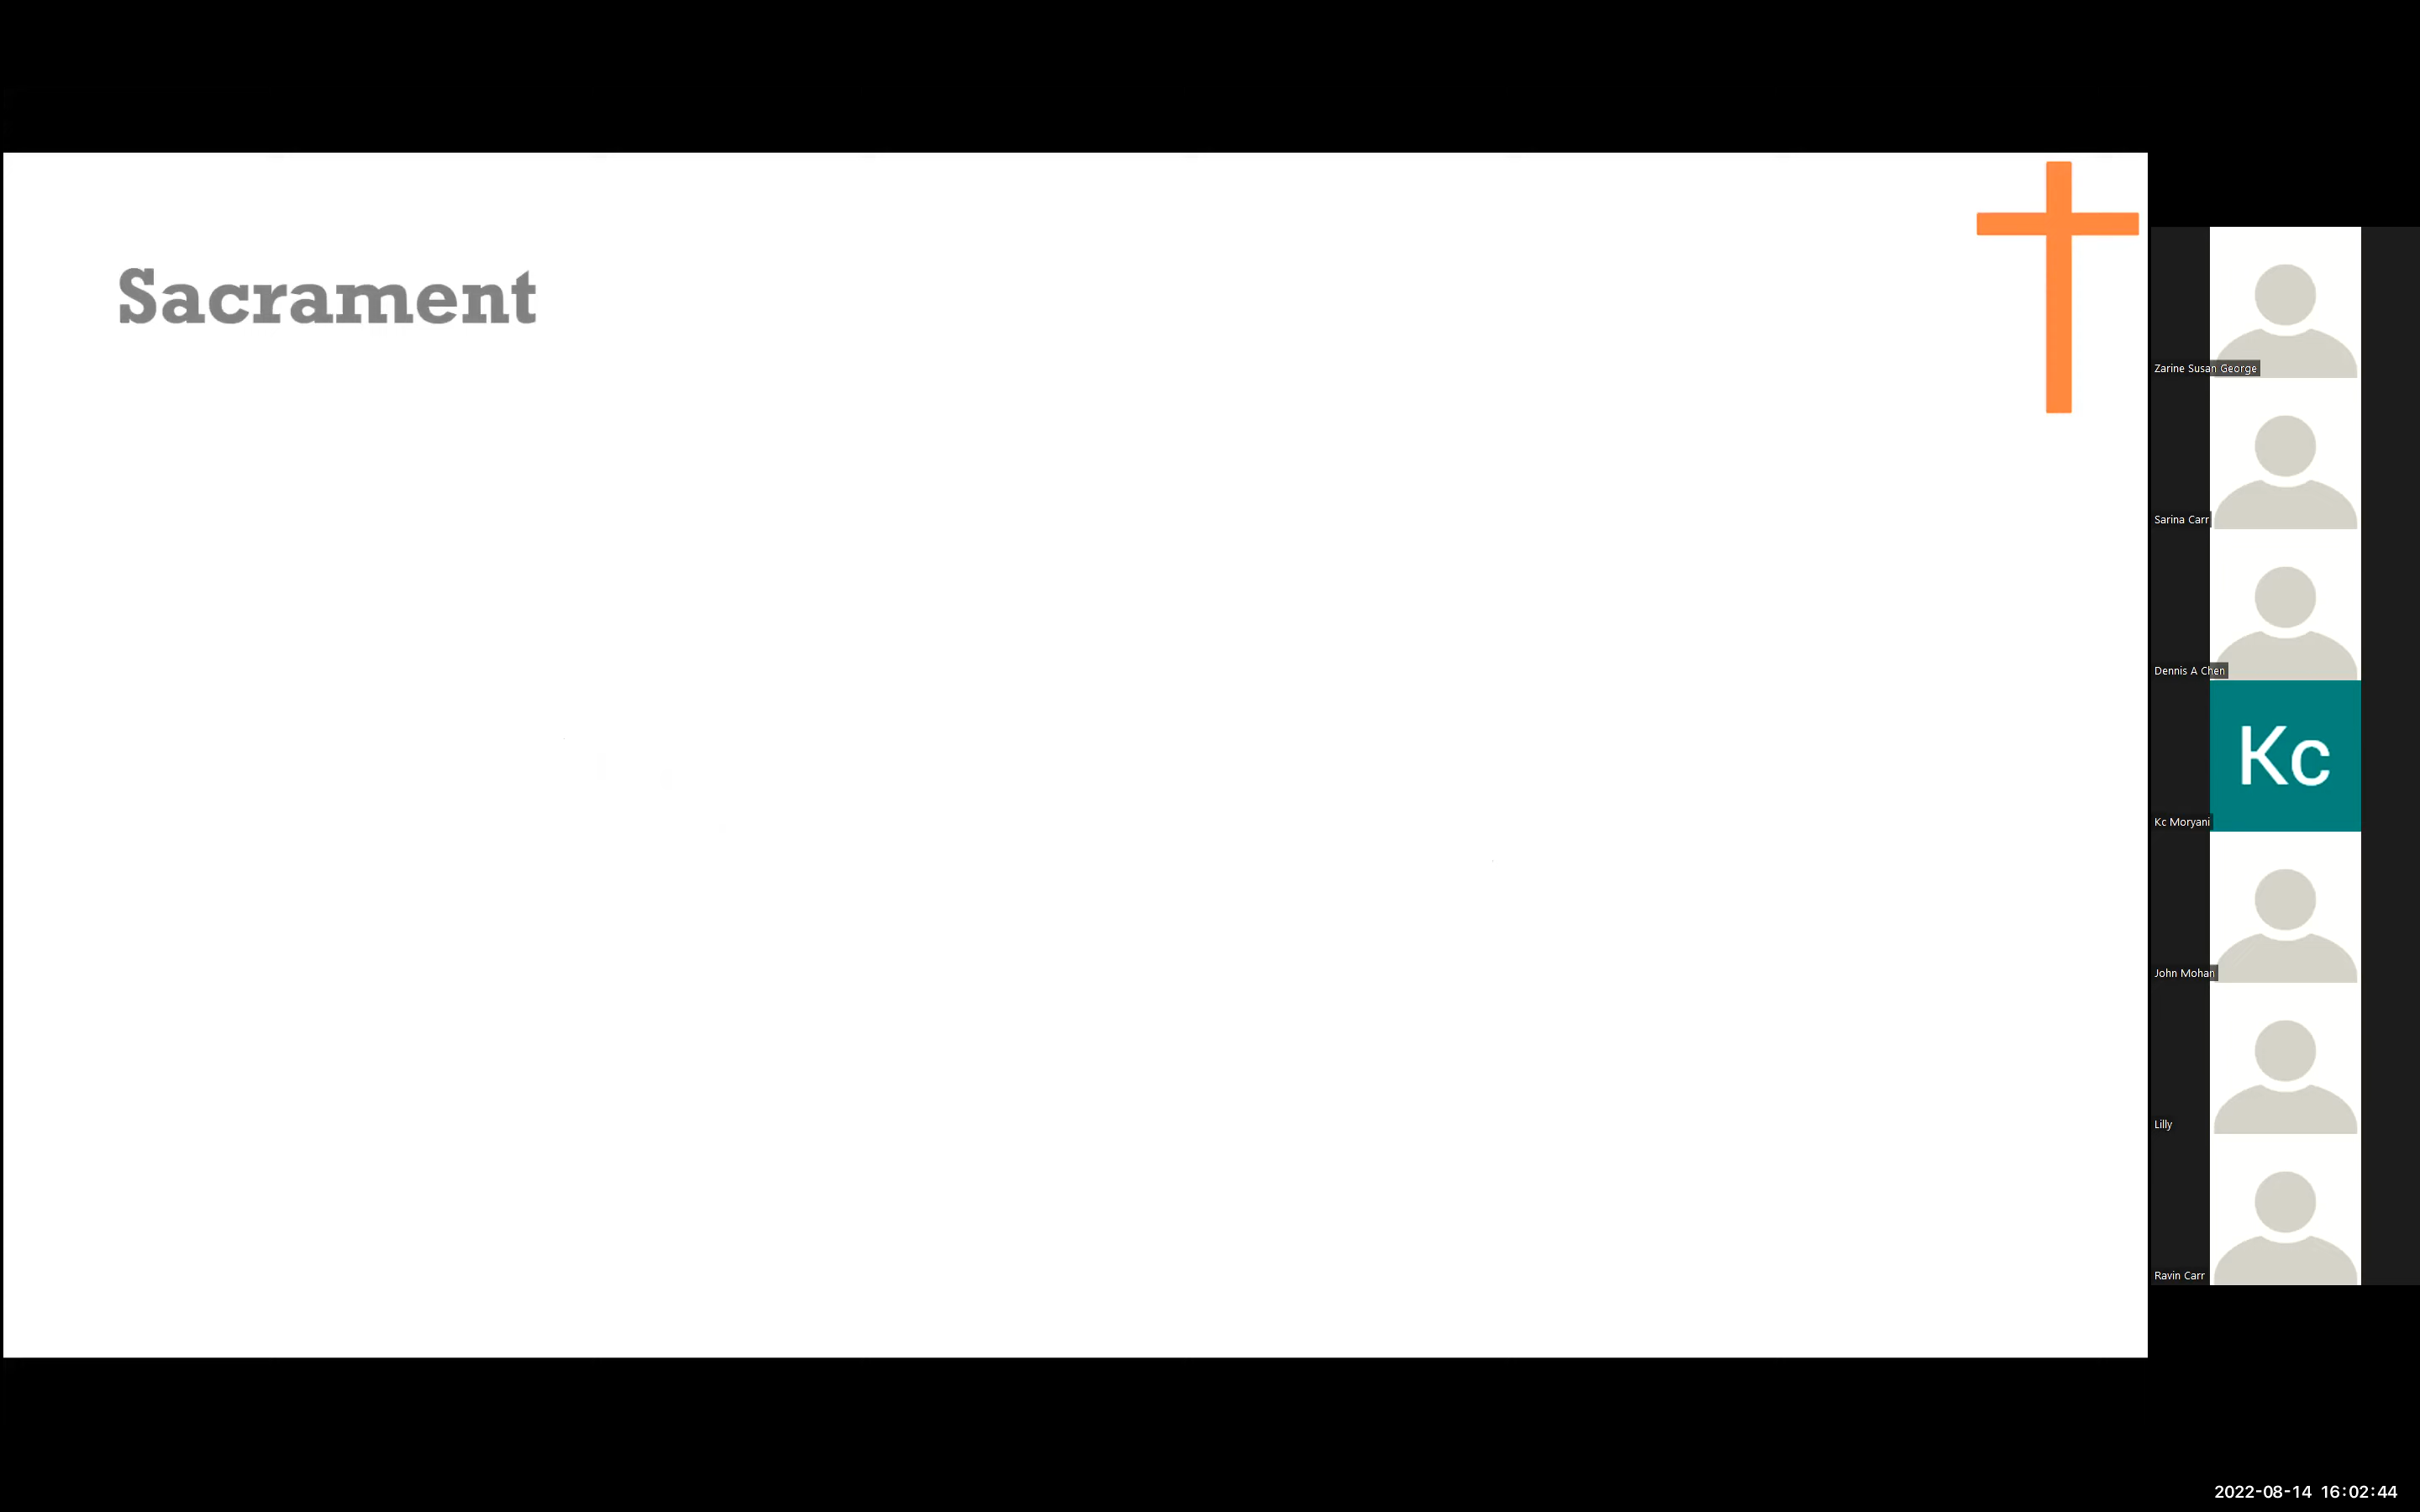 Sacrament
Zarine Susan George
Sarina Carr
Dennis A Chen
Kc
Kc Moryani
John Mohan
Lilly
Ravin Carr
2022-08-14 16:02:44